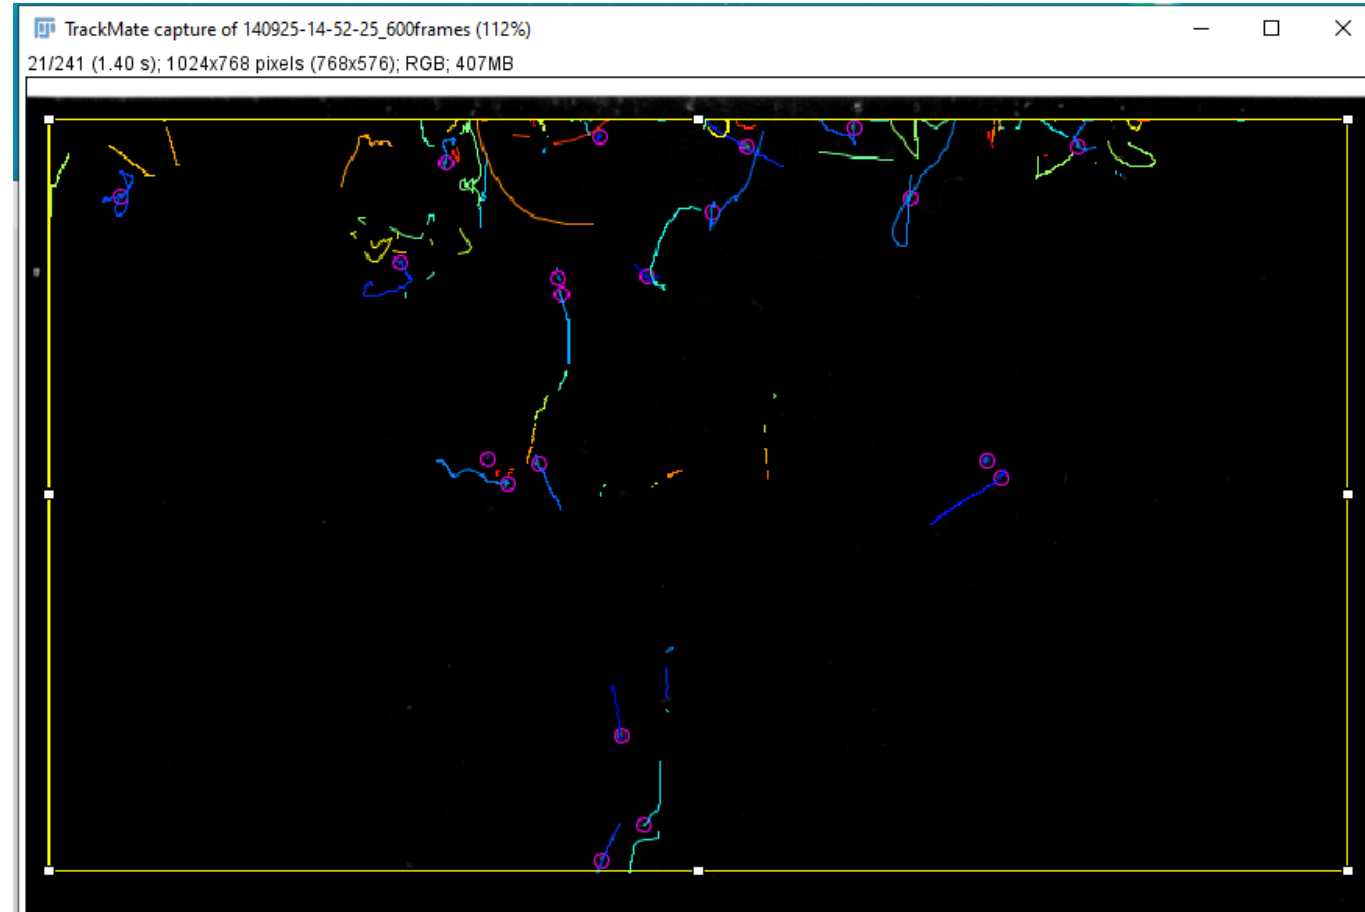 TrackMate capture of 140925-14-52-25_600frames (112%)
21/241 (1.40 s); 1024x768 pixels (768x576); RGB; 407MB